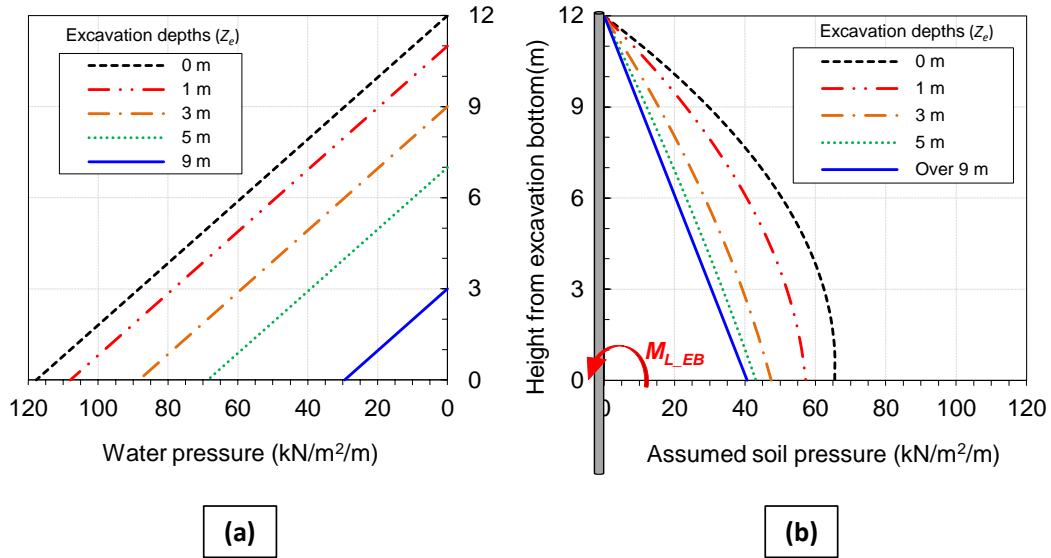 Excavation depths (Zₑ)
0 m
1 m
3 m
5 m
9 m
12
9
6
3
0
120 100 80 60 40 20 0
Water pressure (kN/m²/m)
(a)
Height from excavation bottom(m)
12
9
6
3
0
Excavation depths (Zₑ)
0 m
1 m
3 m
5 m
Over 9 m
M_{L_EB}
0 20 40 60 80 100 120
Assumed soil pressure (kN/m²/m)
(b)